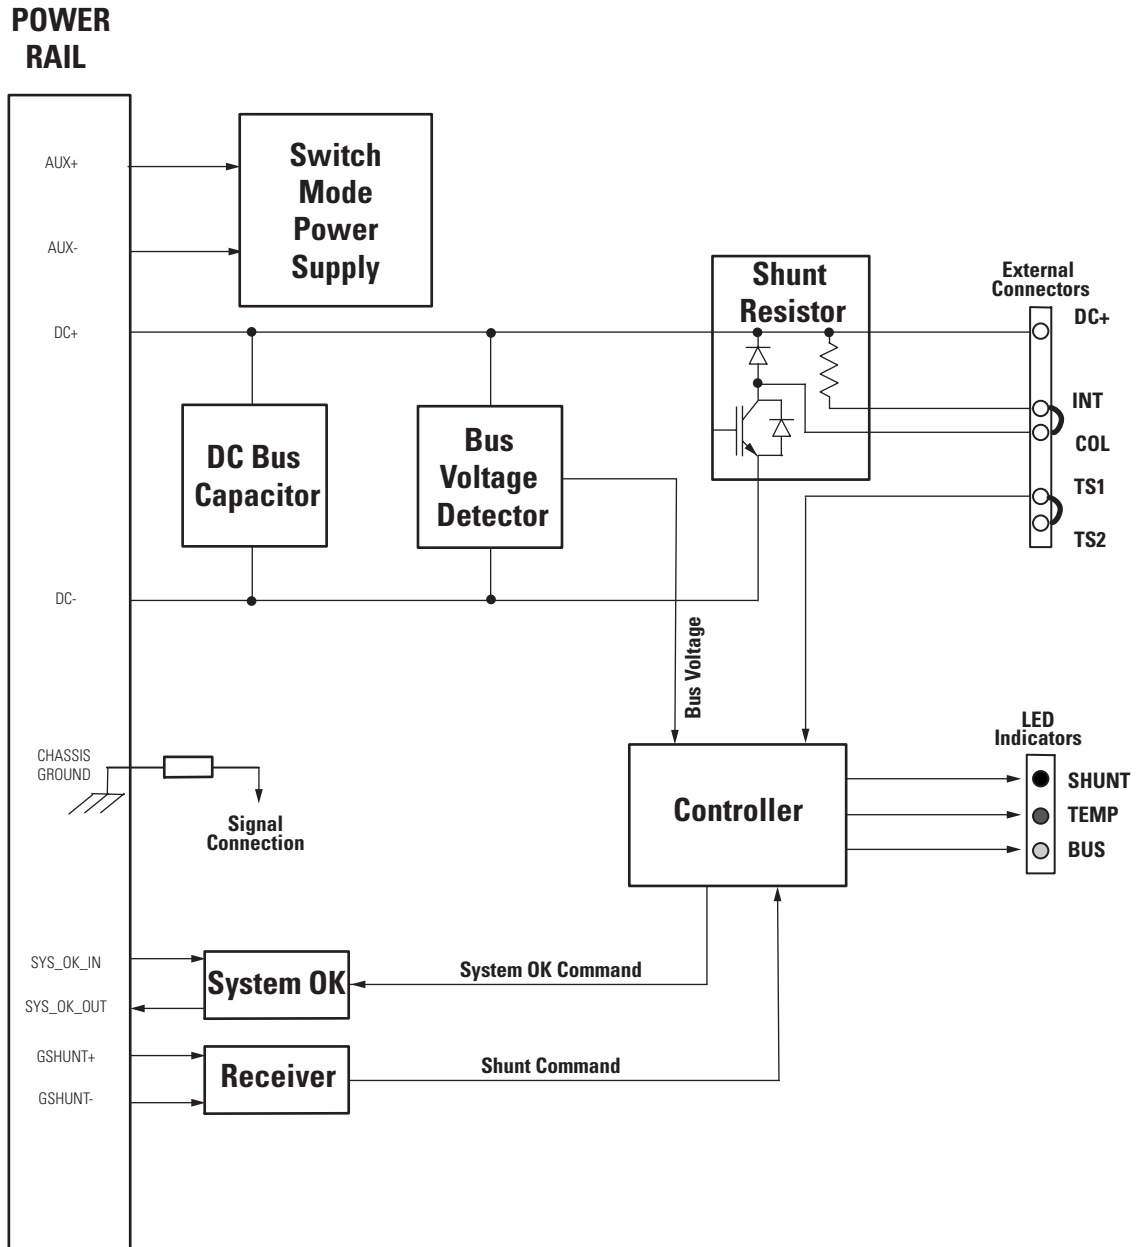 POWER
RAIL
AUX+
AUX-
DC+
DC-
CHASSIS
GROUND
SYS_OK_IN
SYS_OK_OUT
GSHUNT+
GSHUNT-
Switch
Mode
Power
Supply
DC Bus
Capacitor
Bus
Voltage
Detector
Shunt
Resistor
External
Connectors
DC+
INT
COL
TS1
TS2
Bus Voltage
Signal
Connection
Controller
LED
Indicators
SHUNT
TEMP
BUS
System OK
System OK Command
Receiver
Shunt Command